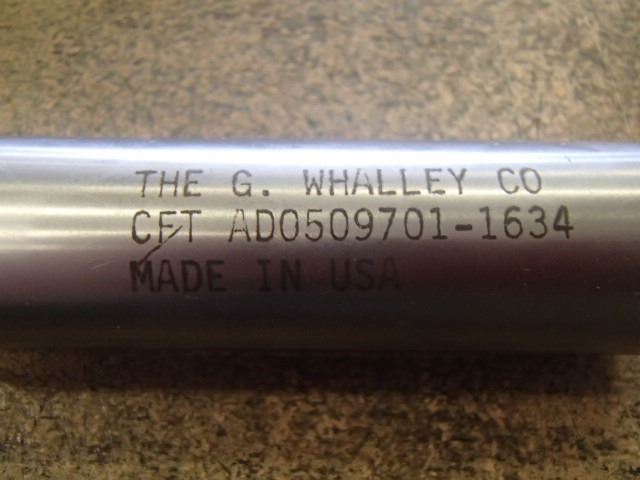 THE G. WHALLEY CO
CFT AD0509701-1634
MADE IN USA